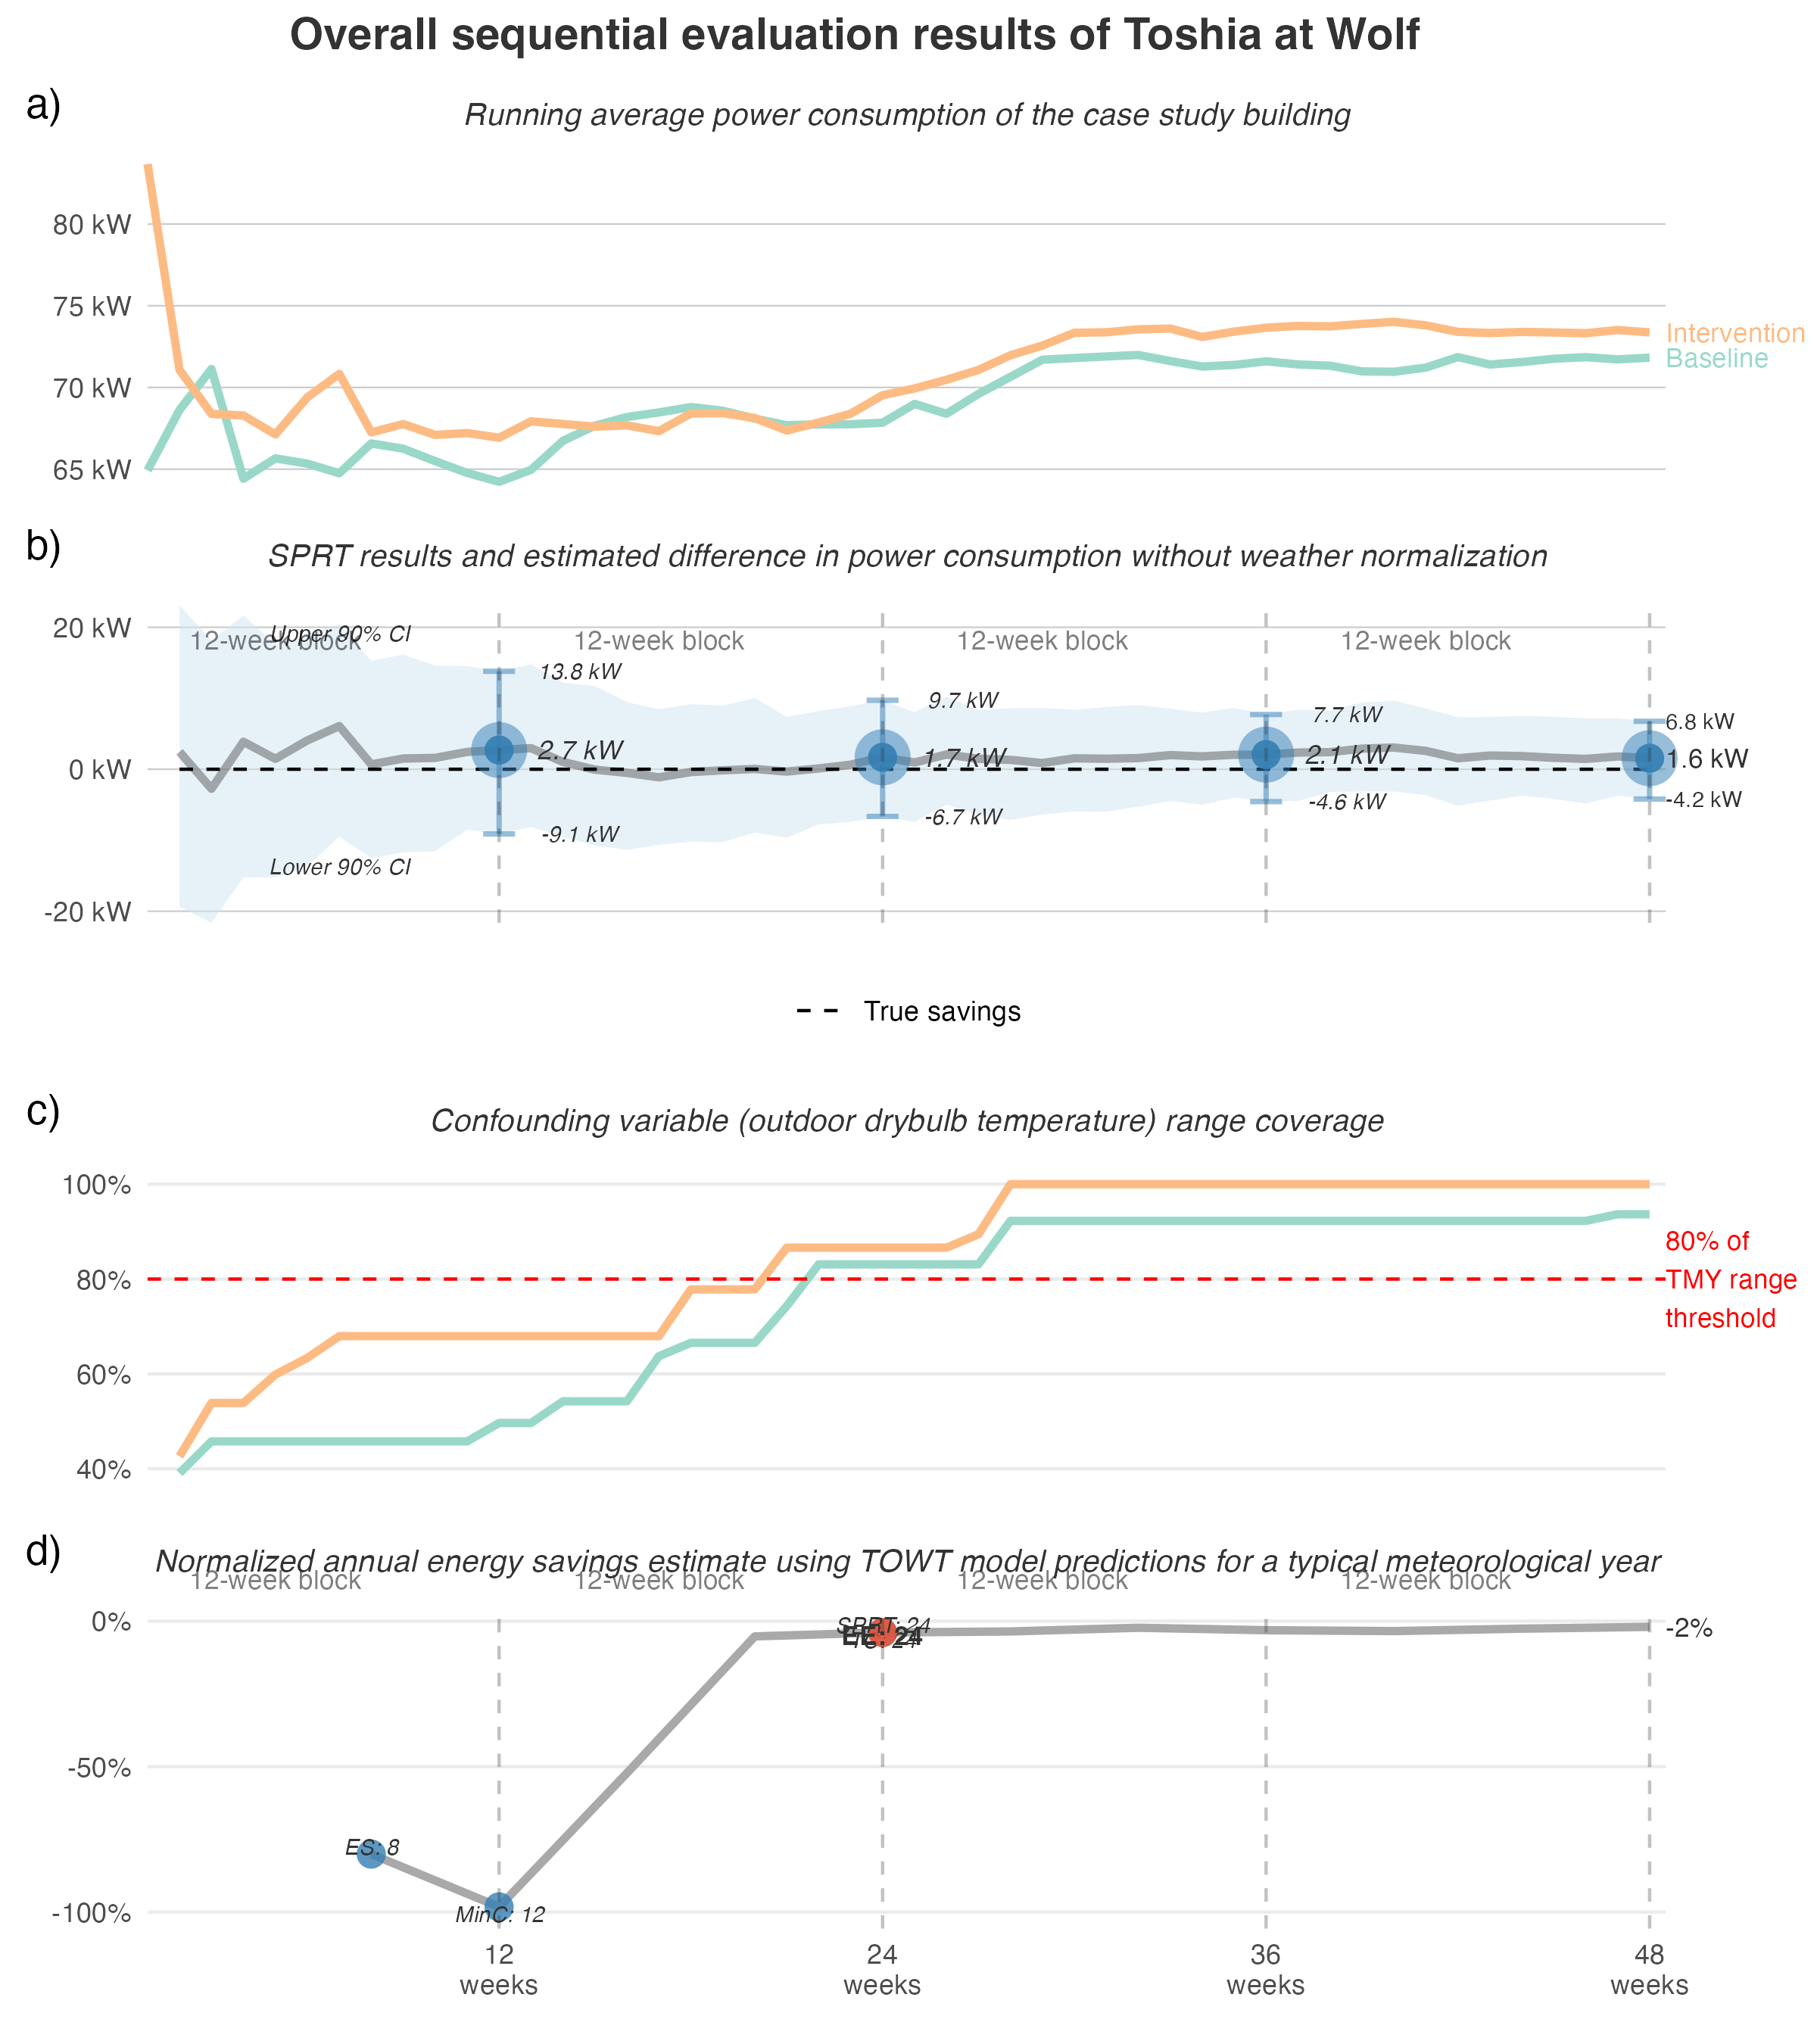 Overall sequential evaluation results of Toshia at Wolf
a)
Running average power consumption of the case study building
80 kW
75 kW
70 kW
65 kW
Intervention
Baseline
b)
SPRT results and estimated difference in power consumption without weather normalization
20 kW
0 kW
-20 kW
12-week block
12-week block
12-week block
12-week block
Upper 90% CI
Lower 90% CI
13.8 kW
2.7 kW
-9.1 kW
9.7 kW
1.7 kW
-6.7 kW
7.7 kW
2.1 kW
-4.6 kW
6.8 kW
1.6 kW
-4.2 kW
True savings
c)
Confounding variable (outdoor drybulb temperature) range coverage
100%
80%
60%
40%
80% of
TMY range
threshold
d)
Normalized annual energy savings estimate using TOWT model predictions for a typical meteorological year
12-week block
12-week block
12-week block
12-week block
0%
-50%
-100%
ES: 8
MinC: 12
SPRT: 24
24
-2%
12
weeks
24
weeks
36
weeks
48
weeks